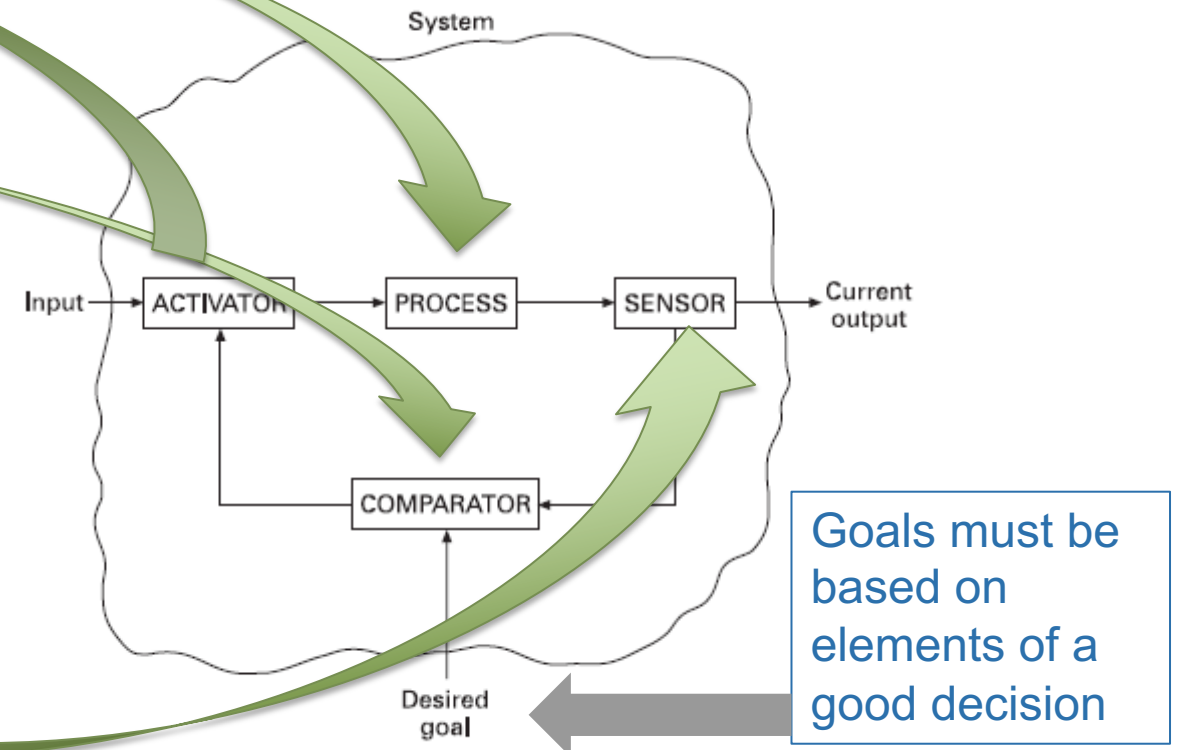 System
Input
ACTIVATOR
PROCESS
SENSOR
Current
output
COMPARATOR
Desired
goal
Goals must be
based on
elements of a
good decision